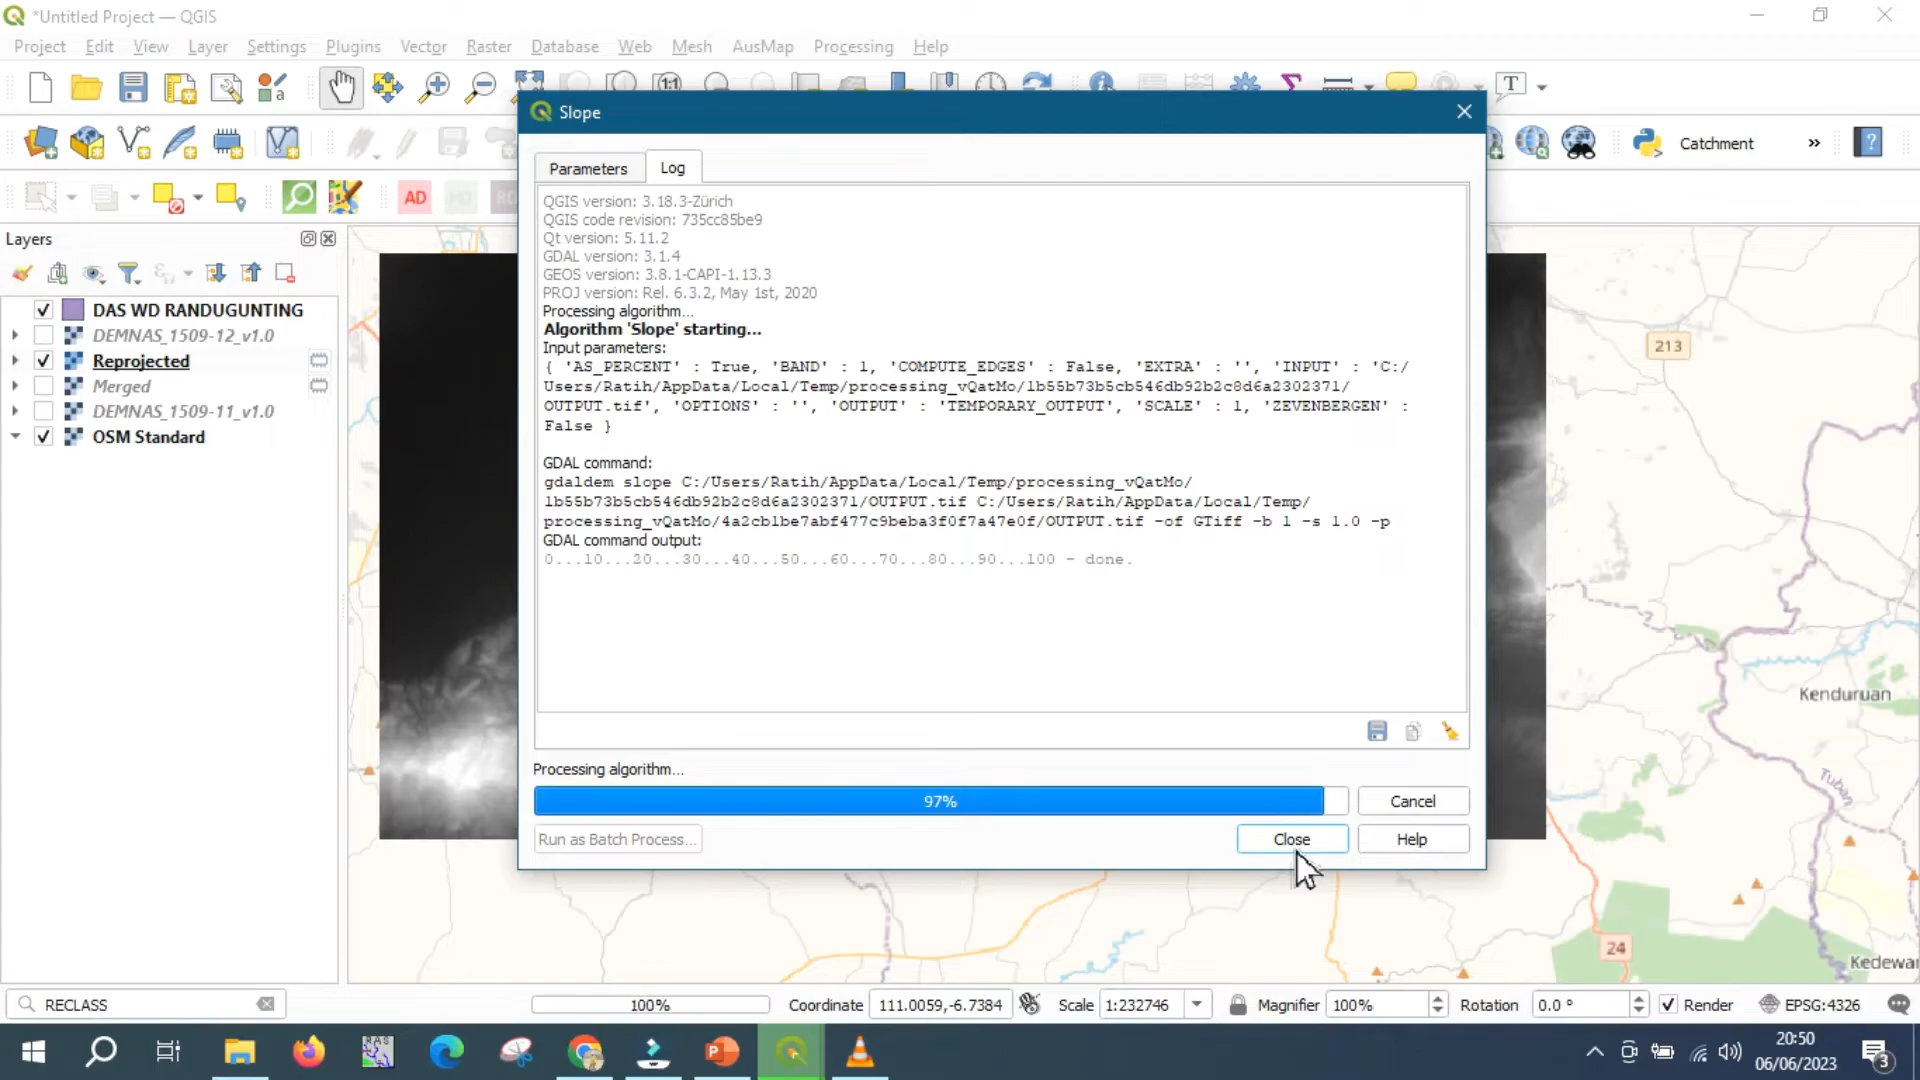 *Untitled Project — QGIS
Project Edit View Layer Settings Plugins Vector Raster Database Web Mesh AusMap Processing Help
Slope
Catchment
AD
Parameters
Log
QGIS version: 3.18.3-Zürich
QGIS code revision: 735cc85be9
Qt version: 5.11.2
GDAL version: 3.1.4
GEOS version: 3.8.1-CAPI-1.13.3
PROJ version: Rel. 6.3.2, May 1st, 2020
Processing algorithm…
Algorithm 'Slope' starting…
Input parameters:
{ 'AS_PERCENT' : True, 'BAND' : 1, 'COMPUTE_EDGES' : False, 'EXTRA' : '', 'INPUT' : 'C:/
Users/Ratih/AppData/Local/Temp/processing_vQatMo/1b55b73b5cb546db92b2c8d6a2302371/
OUTPUT.tif', 'OPTIONS' : '', 'OUTPUT' : 'TEMPORARY_OUTPUT', 'SCALE' : 1, 'ZEVENBERGEN' :
False }
GDAL command:
gdaldem slope C:/Users/Ratih/AppData/Local/Temp/processing_vQatMo/
1b55b73b5cb546db92b2c8d6a2302371/OUTPUT.tif C:/Users/Ratih/AppData/Local/Temp/
processing_vQatMo/4a2cb1be7abf477c9beba3f0f7a47e0f/OUTPUT.tif -of GTiff -b 1 -s 1.0 -p
GDAL command output:
0...10...20...30...40...50...60...70...80...90...100 - done.
Processing algorithm…
97%
Cancel
Run as Batch Process…
Close
Help
Layers
DAS WD RANDUGUNTING
DEMNAS_1509-12_v1.0
Reprojected
Merged
DEMNAS_1509-11_v1.0
OSM Standard
213
Kenduruan
Tuban
24
Kedewa
RECLASS
100%
Coordinate 111.0059,-6.7384
Scale 1:232746
Magnifier 100%
Rotation 0.0 °
Render
EPSG:4326
RAS
20:50
06/06/2023
3